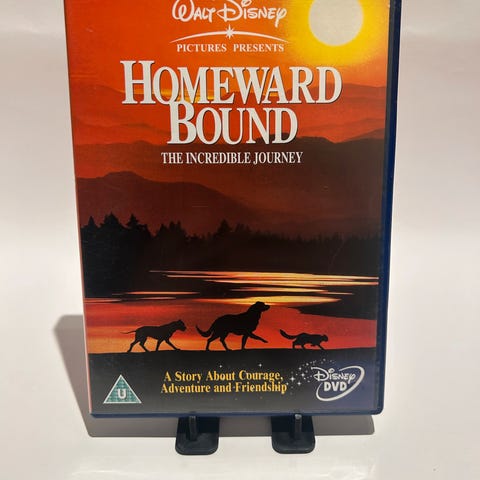 WALT DISNEY
PICTURES PRESENTS
HOMEWARD
BOUND
THE INCREDIBLE JOURNEY
A Story About Courage,
Adventure and Friendship
DISNEY
DVD
U